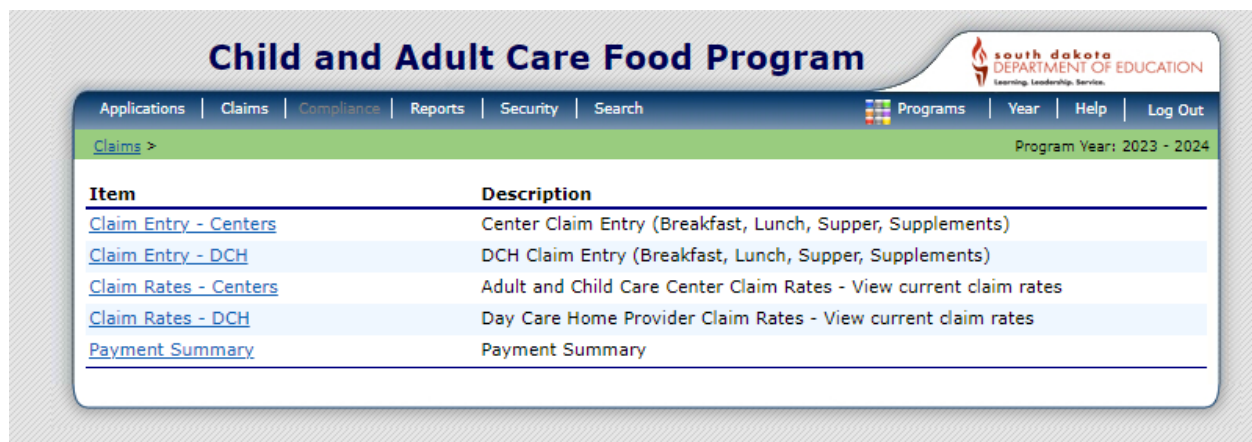 Child and Adult Care Food Program
south dakota
DEPARTMENT OF EDUCATION
Learning. Leadership. Service.
Applications | Claims | Compliance | Reports | Security | Search Programs | Year | Help | Log Out
Claims > Program Year: 2023 - 2024
Item Description
Claim Entry - Centers Center Claim Entry (Breakfast, Lunch, Supper, Supplements)
Claim Entry - DCH DCH Claim Entry (Breakfast, Lunch, Supper, Supplements)
Claim Rates - Centers Adult and Child Care Center Claim Rates - View current claim rates
Claim Rates - DCH Day Care Home Provider Claim Rates - View current claim rates
Payment Summary Payment Summary